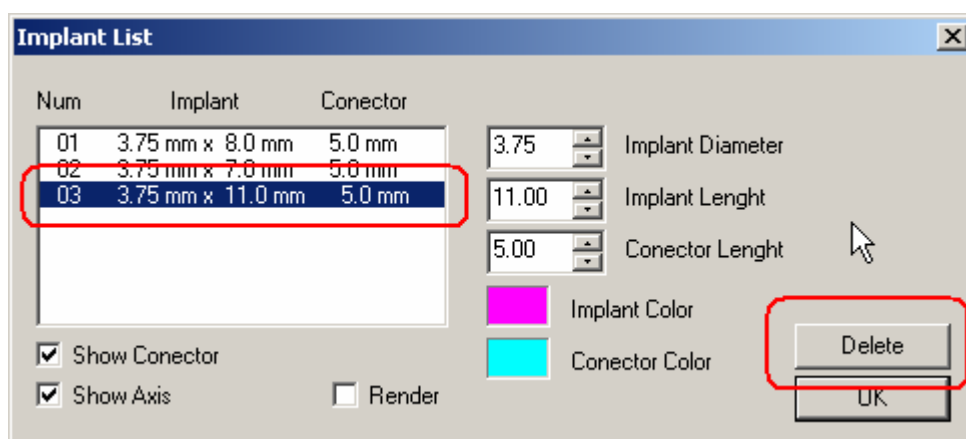 Implant List
Num Implant Conector
01 3.75 mm x 8.0 mm 5.0 mm
02 3.75 mm x 7.0 mm 5.0 mm
03 3.75 mm x 11.0 mm 5.0 mm
3.75 Implant Diameter
11.00 Implant Lenght
5.00 Conector Lenght
Implant Color
Conector Color
Show Conector
Show Axis
Render
Delete
OK